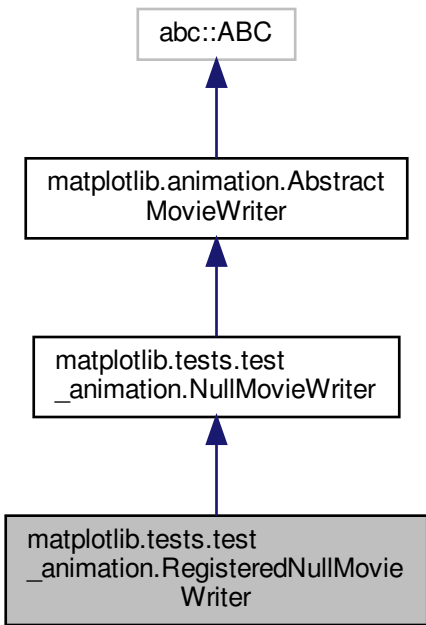 abc::ABC
matplotlib.animation.Abstract
MovieWriter
matplotlib.tests.test
_animation.NullMovieWriter
matplotlib.tests.test
_animation.RegisteredNullMovie
Writer